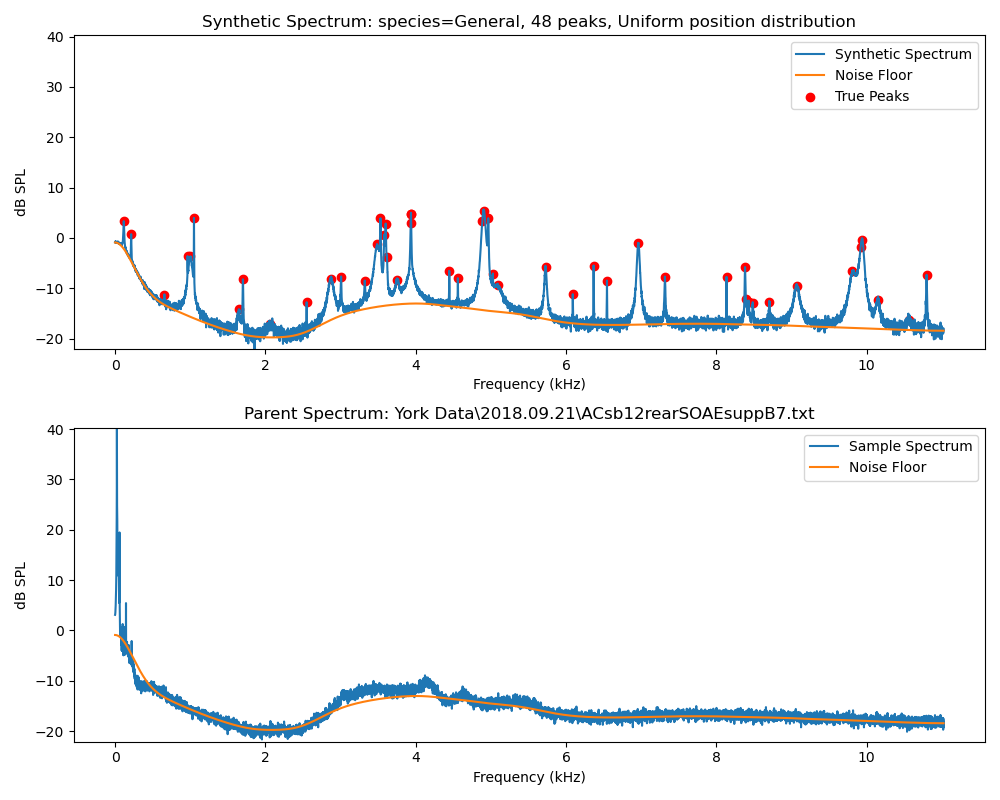 Synthetic Spectrum: species=General, 48 peaks, Uniform position distribution
40
30
20
10
0
−10
−20
dB SPL
Synthetic Spectrum
Noise Floor
True Peaks
0 2 4 6 8 10
Frequency (kHz)
Parent Spectrum: York Data\2018.09.21\ACsb12rearSOAEsuppB7.txt
40
30
20
10
0
−10
−20
dB SPL
Sample Spectrum
Noise Floor
0 2 4 6 8 10
Frequency (kHz)